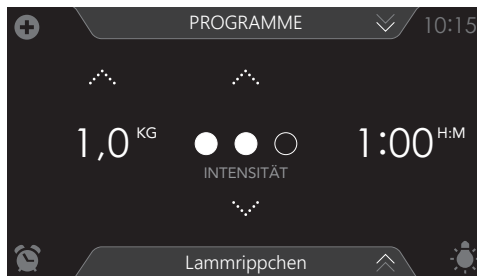 PROGRAMME
10:15
1,0 KG
1:00 H:M
INTENSITÄT
Lammrippchen